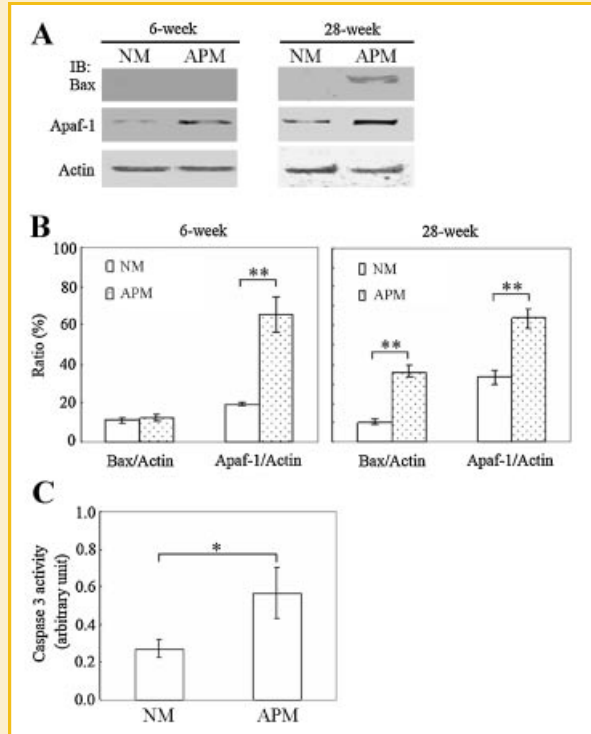 A
6-week 28-week
NM APM NM APM
IB:
Bax
Apaf-1
Actin
B
6-week 28-week
100
80
60
40
20
0
Ratio (%)
NM
APM
**
NM
APM
**
**
Bax/Actin Apaf-1/Actin Bax/Actin Apaf-1/Actin
C
1.0
0.8
0.6
0.4
0.2
0.0
Caspase 3 activity
(arbitrary unit)
*
NM APM